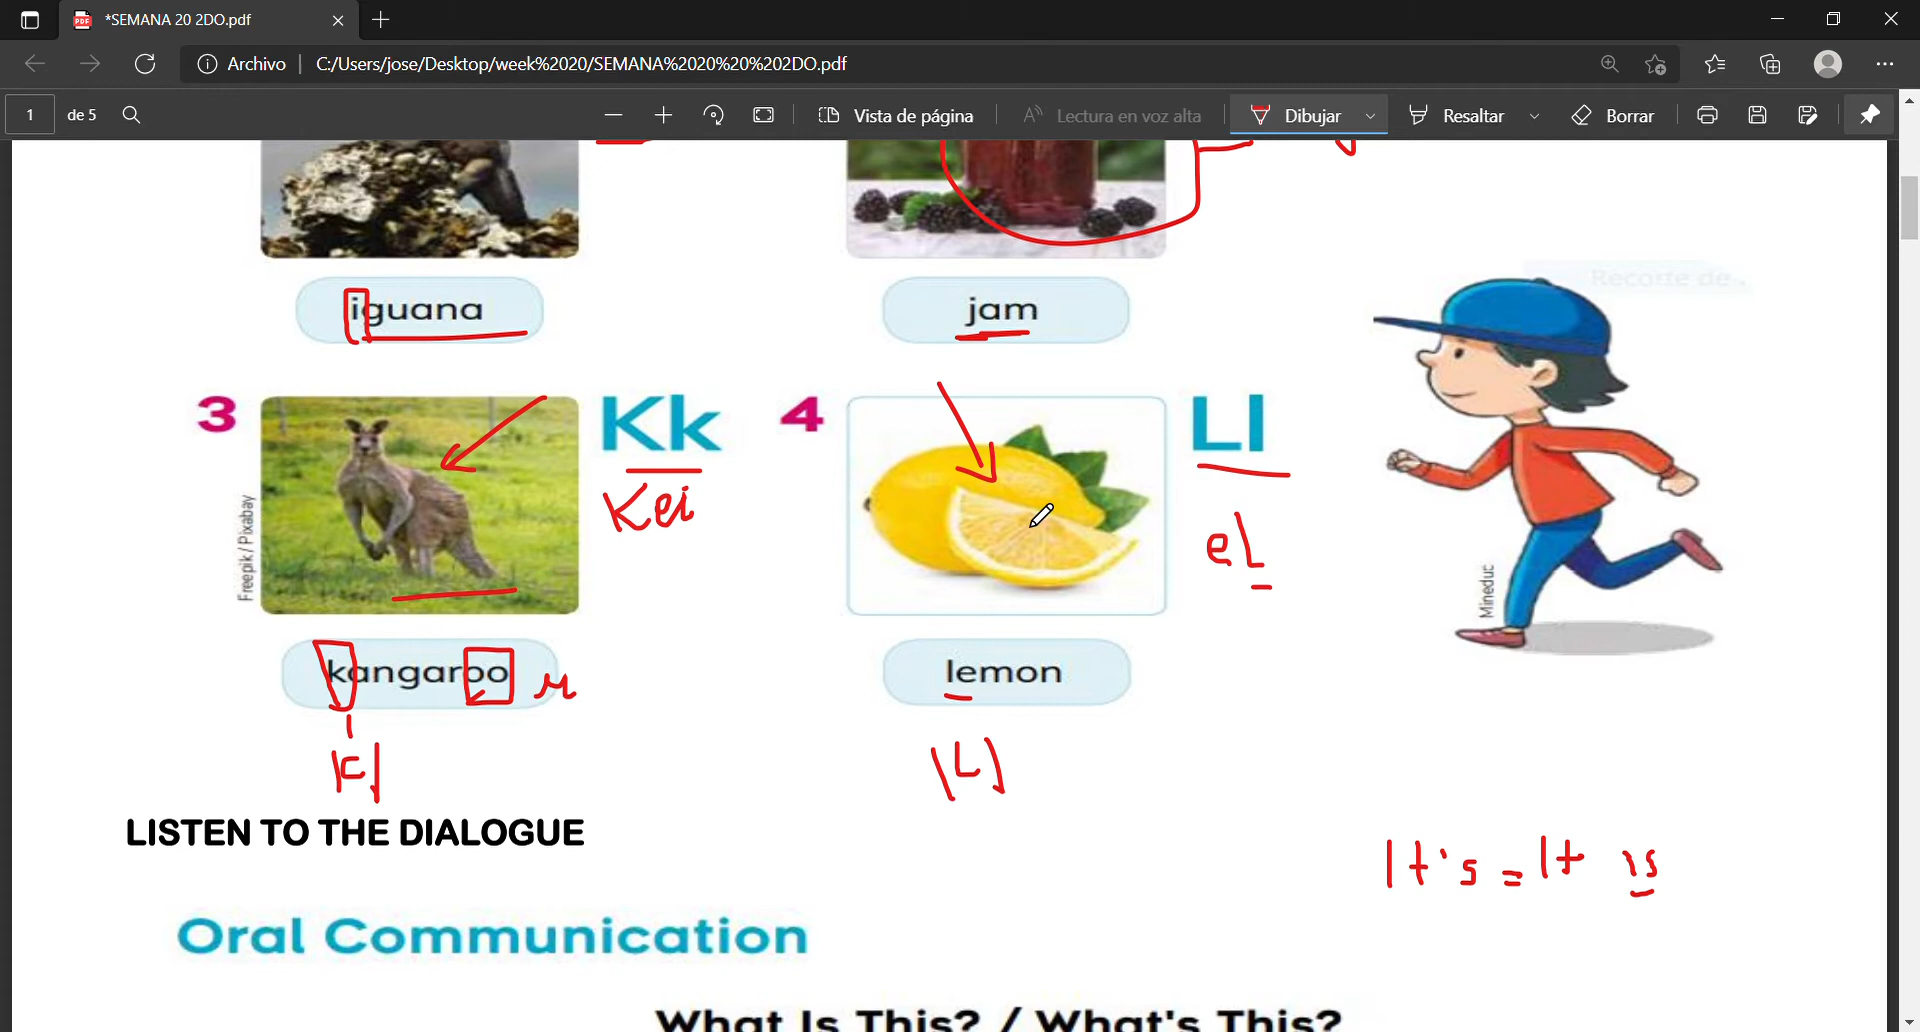 *SEMANA 20 2DO.pdf
Archivo | C:/Users/jose/Desktop/week%2020/SEMANA%2020%20%202DO.pdf
1 de 5
Vista de página
Lectura en voz alta
Dibujar
Resaltar
Borrar
iguana
jam
Recorte de
3
Kk
Kei
4
Ll
eL
Freepik / Pixabay
Mineduc
kangaroo
u
lemon
|c|
|L|
LISTEN TO THE DIALOGUE
It's = It is
Oral Communication
What Is This? / What's This?